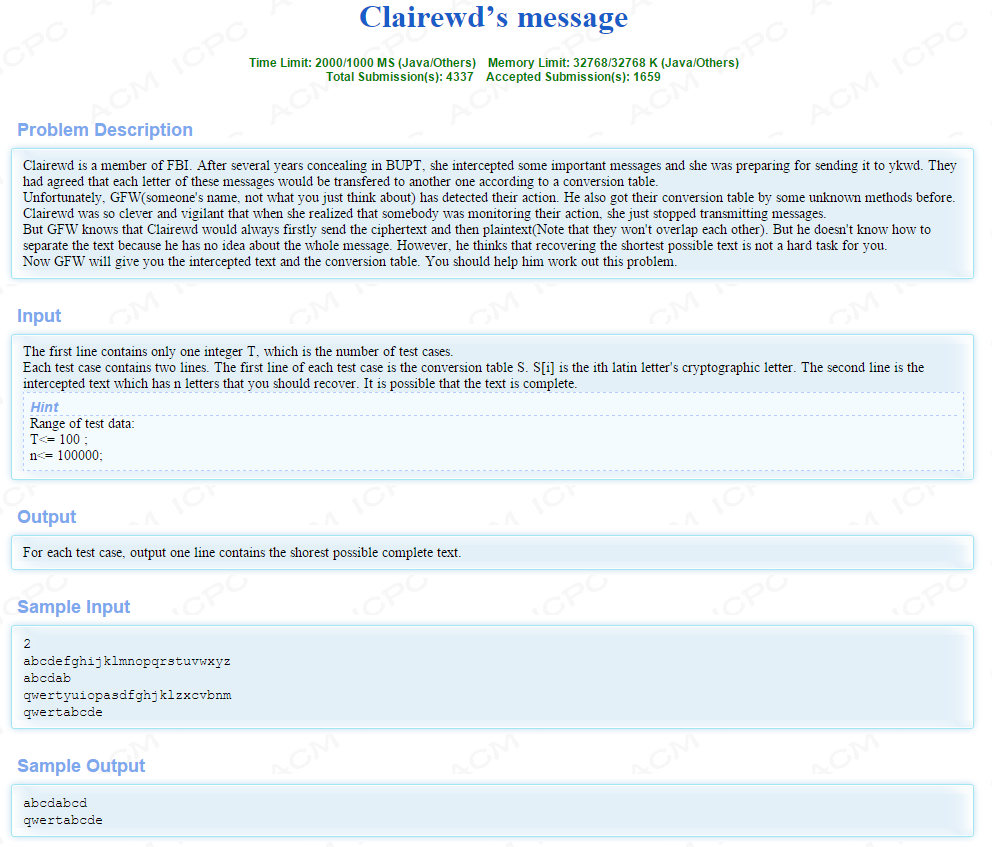 Clairewd’s message
Time Limit: 2000/1000 MS (Java/Others)    Memory Limit: 32768/32768 K (Java/Others)
Total Submission(s): 4337    Accepted Submission(s): 1659
Problem Description
Clairewd is a member of FBI. After several years concealing in BUPT, she intercepted some important messages and she was preparing for sending it to ykwd. They
had agreed that each letter of these messages would be transfered to another one according to a conversion table.
Unfortunately, GFW(someone's name, not what you just think about) has detected their action. He also got their conversion table by some unknown methods before.
Clairewd was so clever and vigilant that when she realized that somebody was monitoring their action, she just stopped transmitting messages.
But GFW knows that Clairewd would always firstly send the ciphertext and then plaintext(Note that they won't overlap each other). But he doesn't know how to
separate the text because he has no idea about the whole message. However, he thinks that recovering the shortest possible text is not a hard task for you.
Now GFW will give you the intercepted text and the conversion table. You should help him work out this problem.
Input
The first line contains only one integer T, which is the number of test cases.
Each test case contains two lines. The first line of each test case is the conversion table S. S[i] is the ith latin letter's cryptographic letter. The second line is the
intercepted text which has n letters that you should recover. It is possible that the text is complete.
Hint
Range of test data:
T<= 100 ;
n<= 100000;
Output
For each test case, output one line contains the shorest possible complete text.
Sample Input
2
abcdefghijklmnopqrstuvwxyz
abcdab
qwertyuiopasdfghjklzxcvbnm
qwertabcde
Sample Output
abcdabcd
qwertabcde